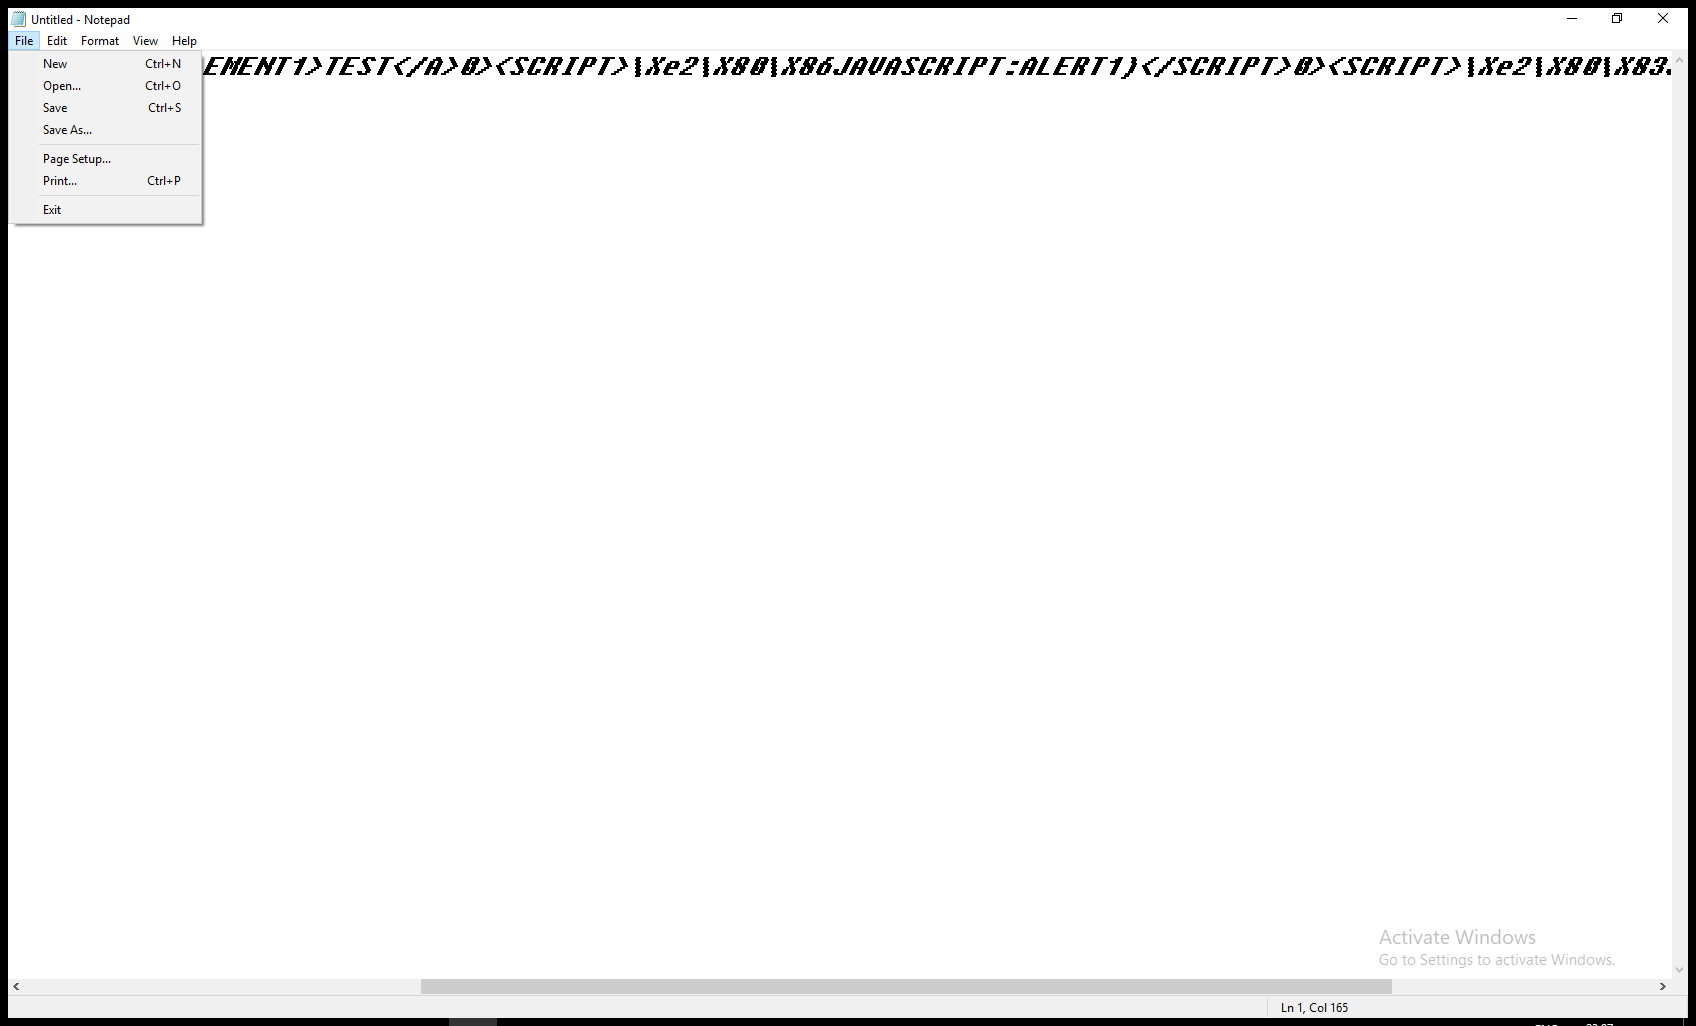 Untitled - Notepad
File Edit Format View Help
EMENT1>TEST</A>0><SCRIPT>\Xe2\X80\X86JAVASCRIPT:ALERT1)</SCRIPT>0><SCRIPT>\Xe2\X80\X83
New Ctrl+N
Open... Ctrl+O
Save Ctrl+S
Save As...
Page Setup...
Print... Ctrl+P
Exit
Activate Windows
Go to Settings to activate Windows.
Ln 1, Col 165